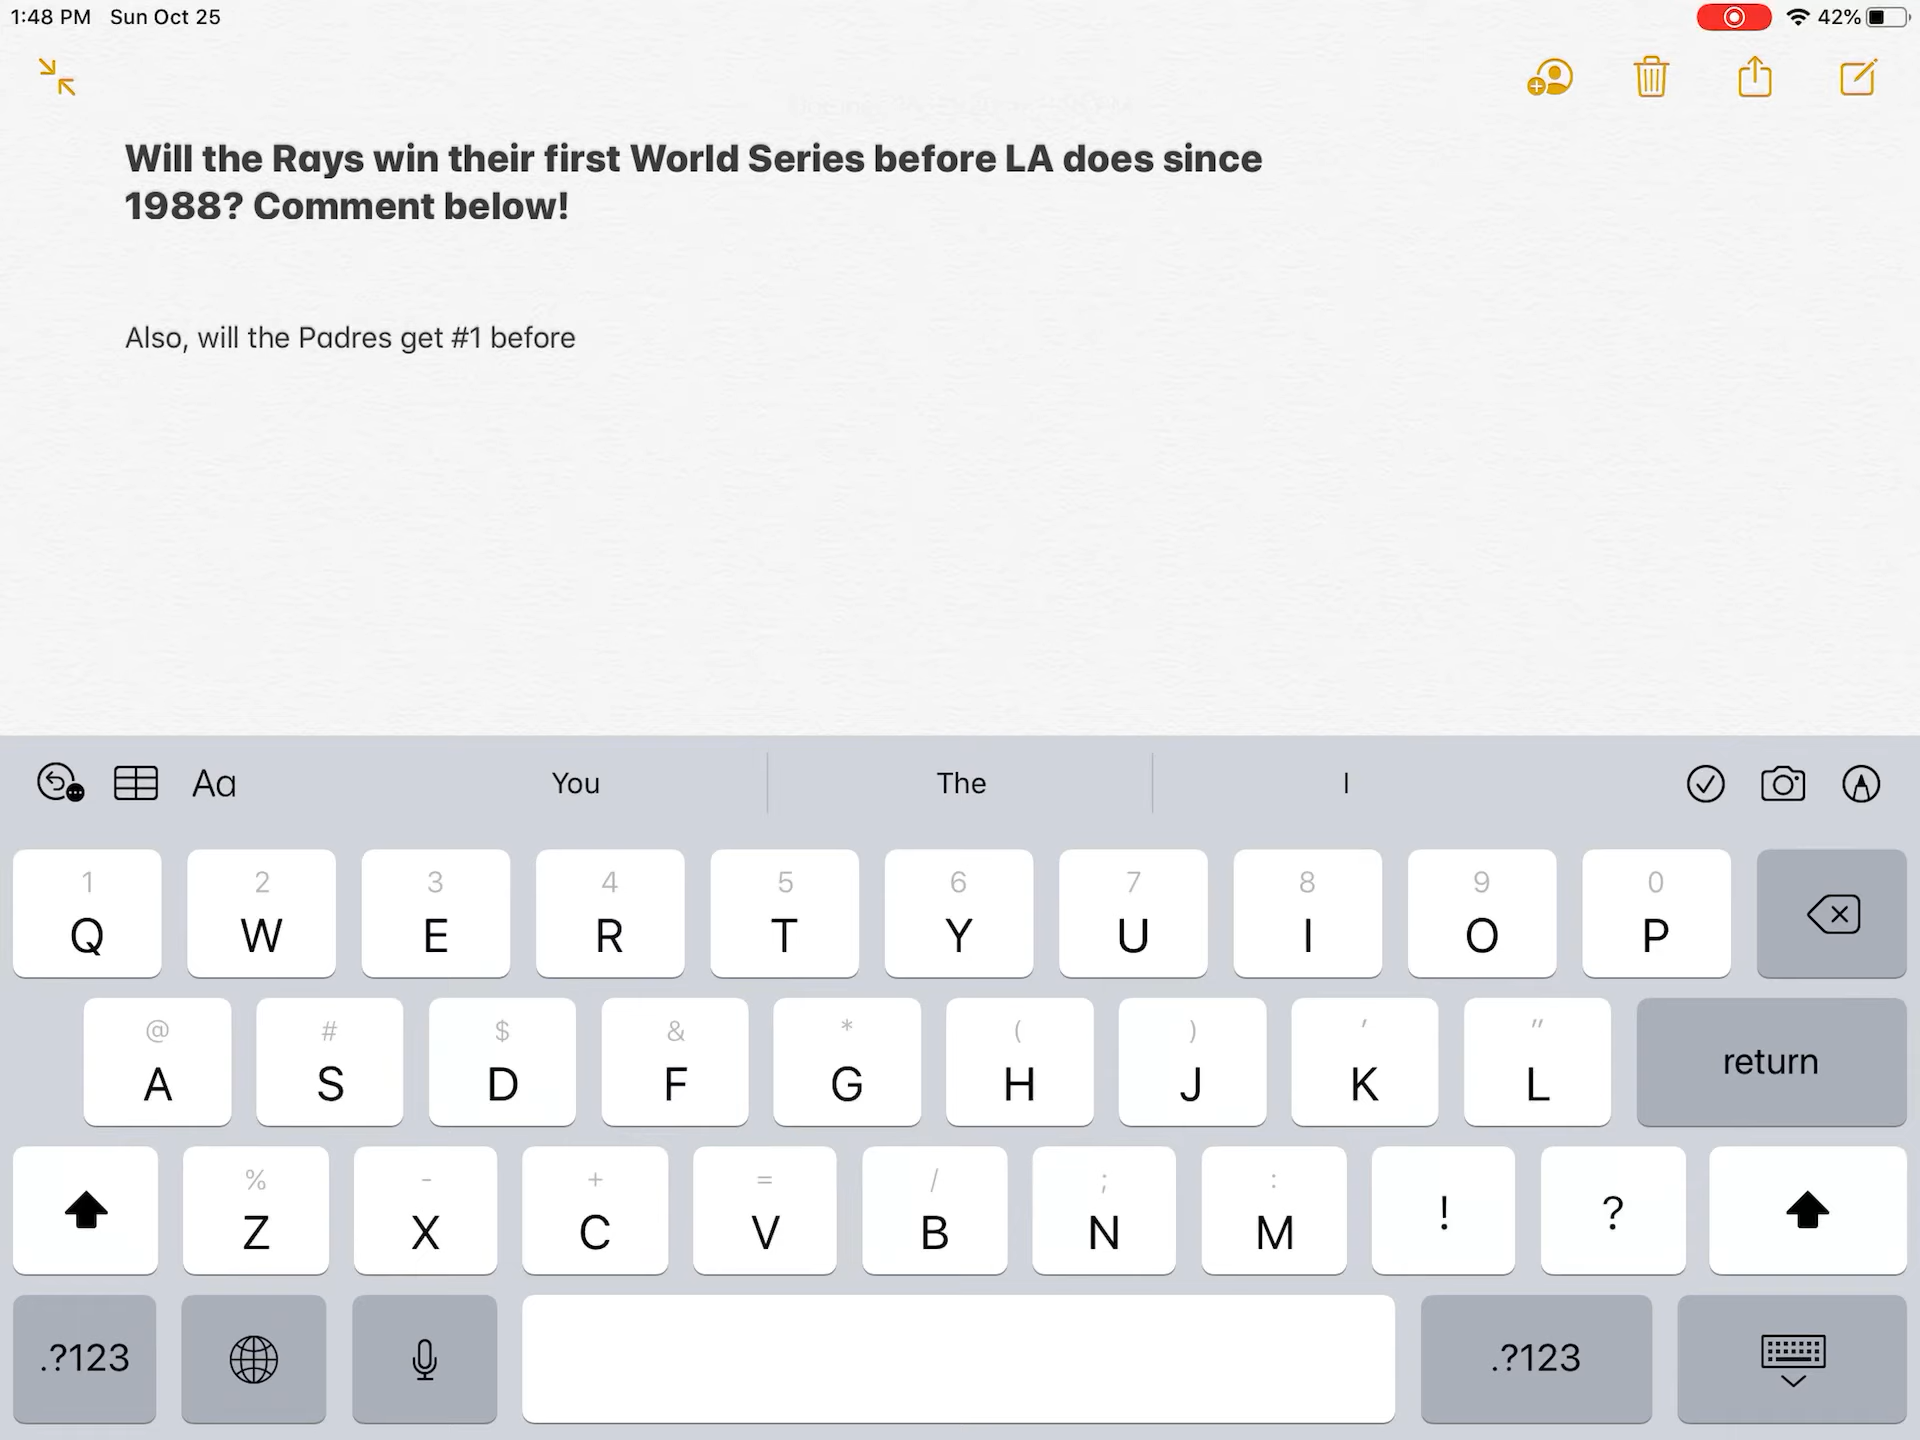 1:48 PM Sun Oct 25
42%
Will the Rays win their first World Series before LA does since
1988? Comment below!
Also, will the Padres get #1 before
Aa You The I
1 2 3 4 5 6 7 8 9 0
Q W E R T Y U I O P
@ # $ & * ( ) ' "
A S D F G H J K L return
% - + = / ; :
Z X C V B N M ! ?
.?123 .?123